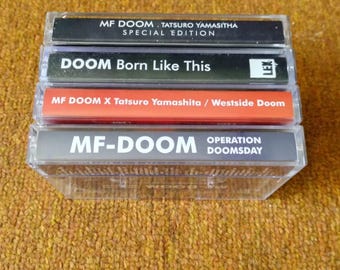 MF DOOM . TATSURO YAMASITHA
SPECIAL EDITION
DOOM Born Like This
MF DOOM X Tatsuro Yamashita / Westside Doom
MF-DOOM OPERATION
DOOMSDAY